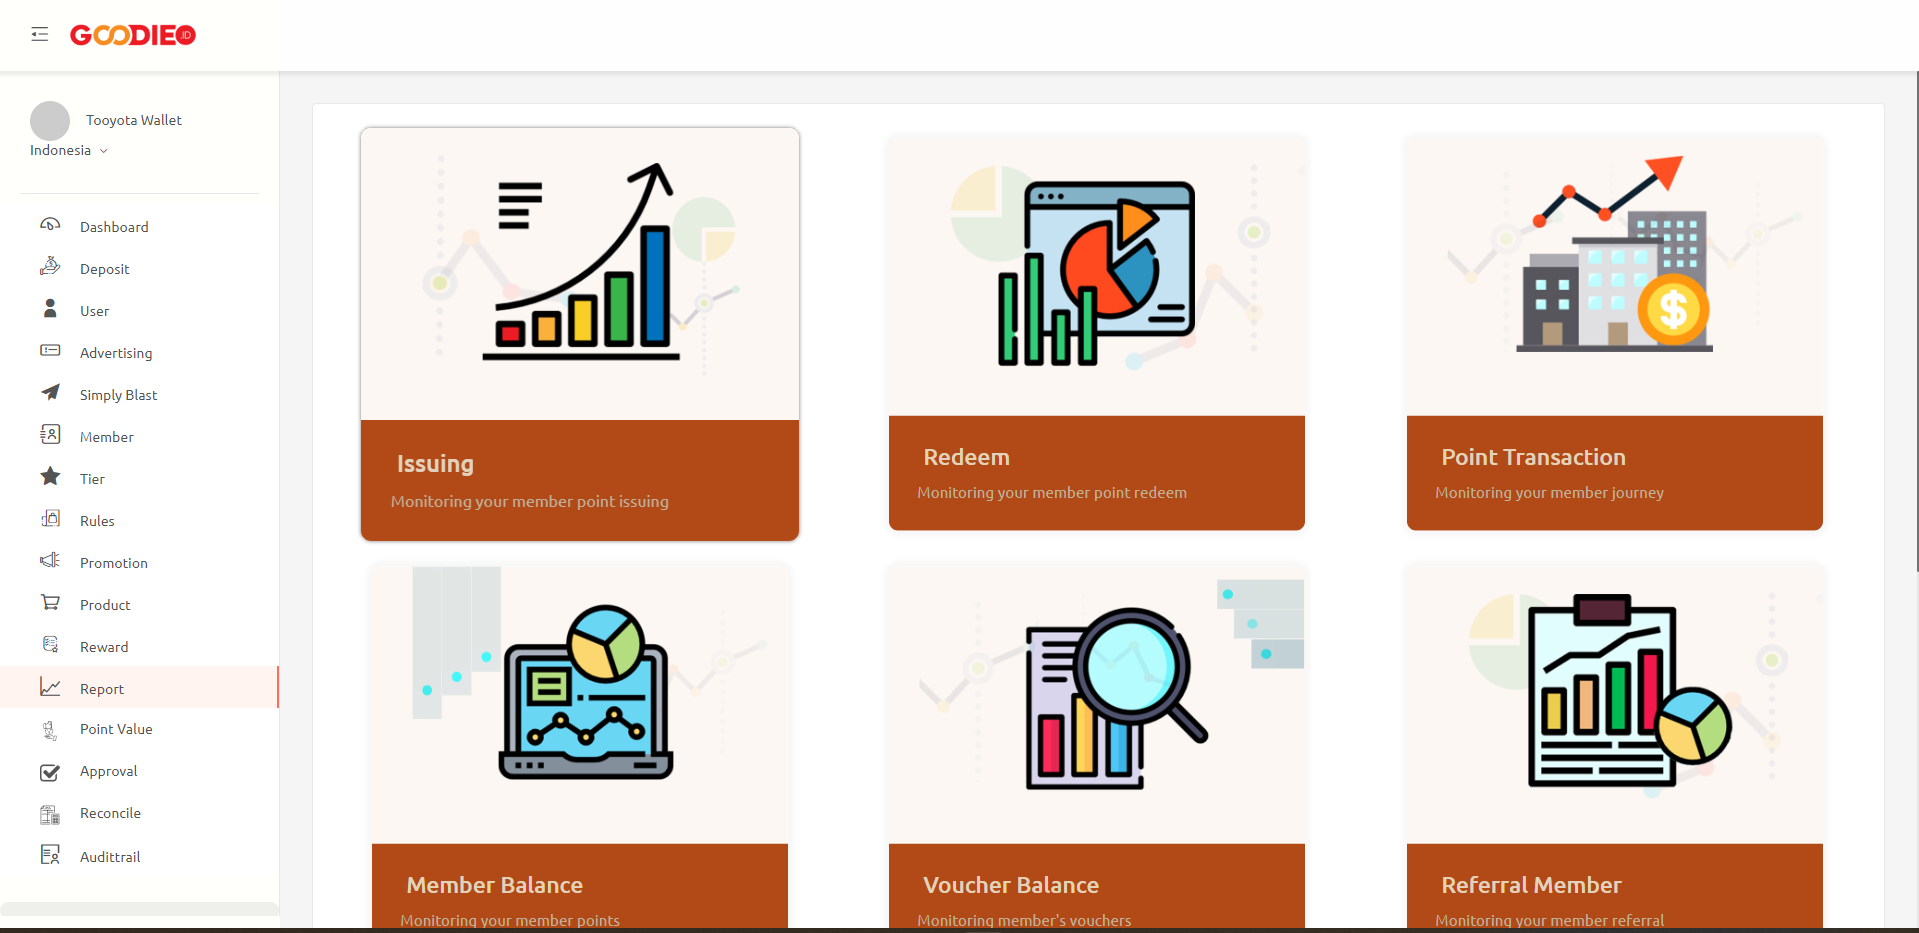 GOODIE.ID
Tooyota Wallet
Indonesia
Dashboard
Deposit
User
Advertising
Simply Blast
Member
Tier
Rules
Promotion
Product
Reward
Report
Point Value
Approval
Reconcile
Audittrail
Issuing
Monitoring your member point issuing
Redeem
Monitoring your member point redeem
Point Transaction
Monitoring your member journey
Member Balance
Monitoring your member points
Voucher Balance
Monitoring member's vouchers
Referral Member
Monitoring your member referral